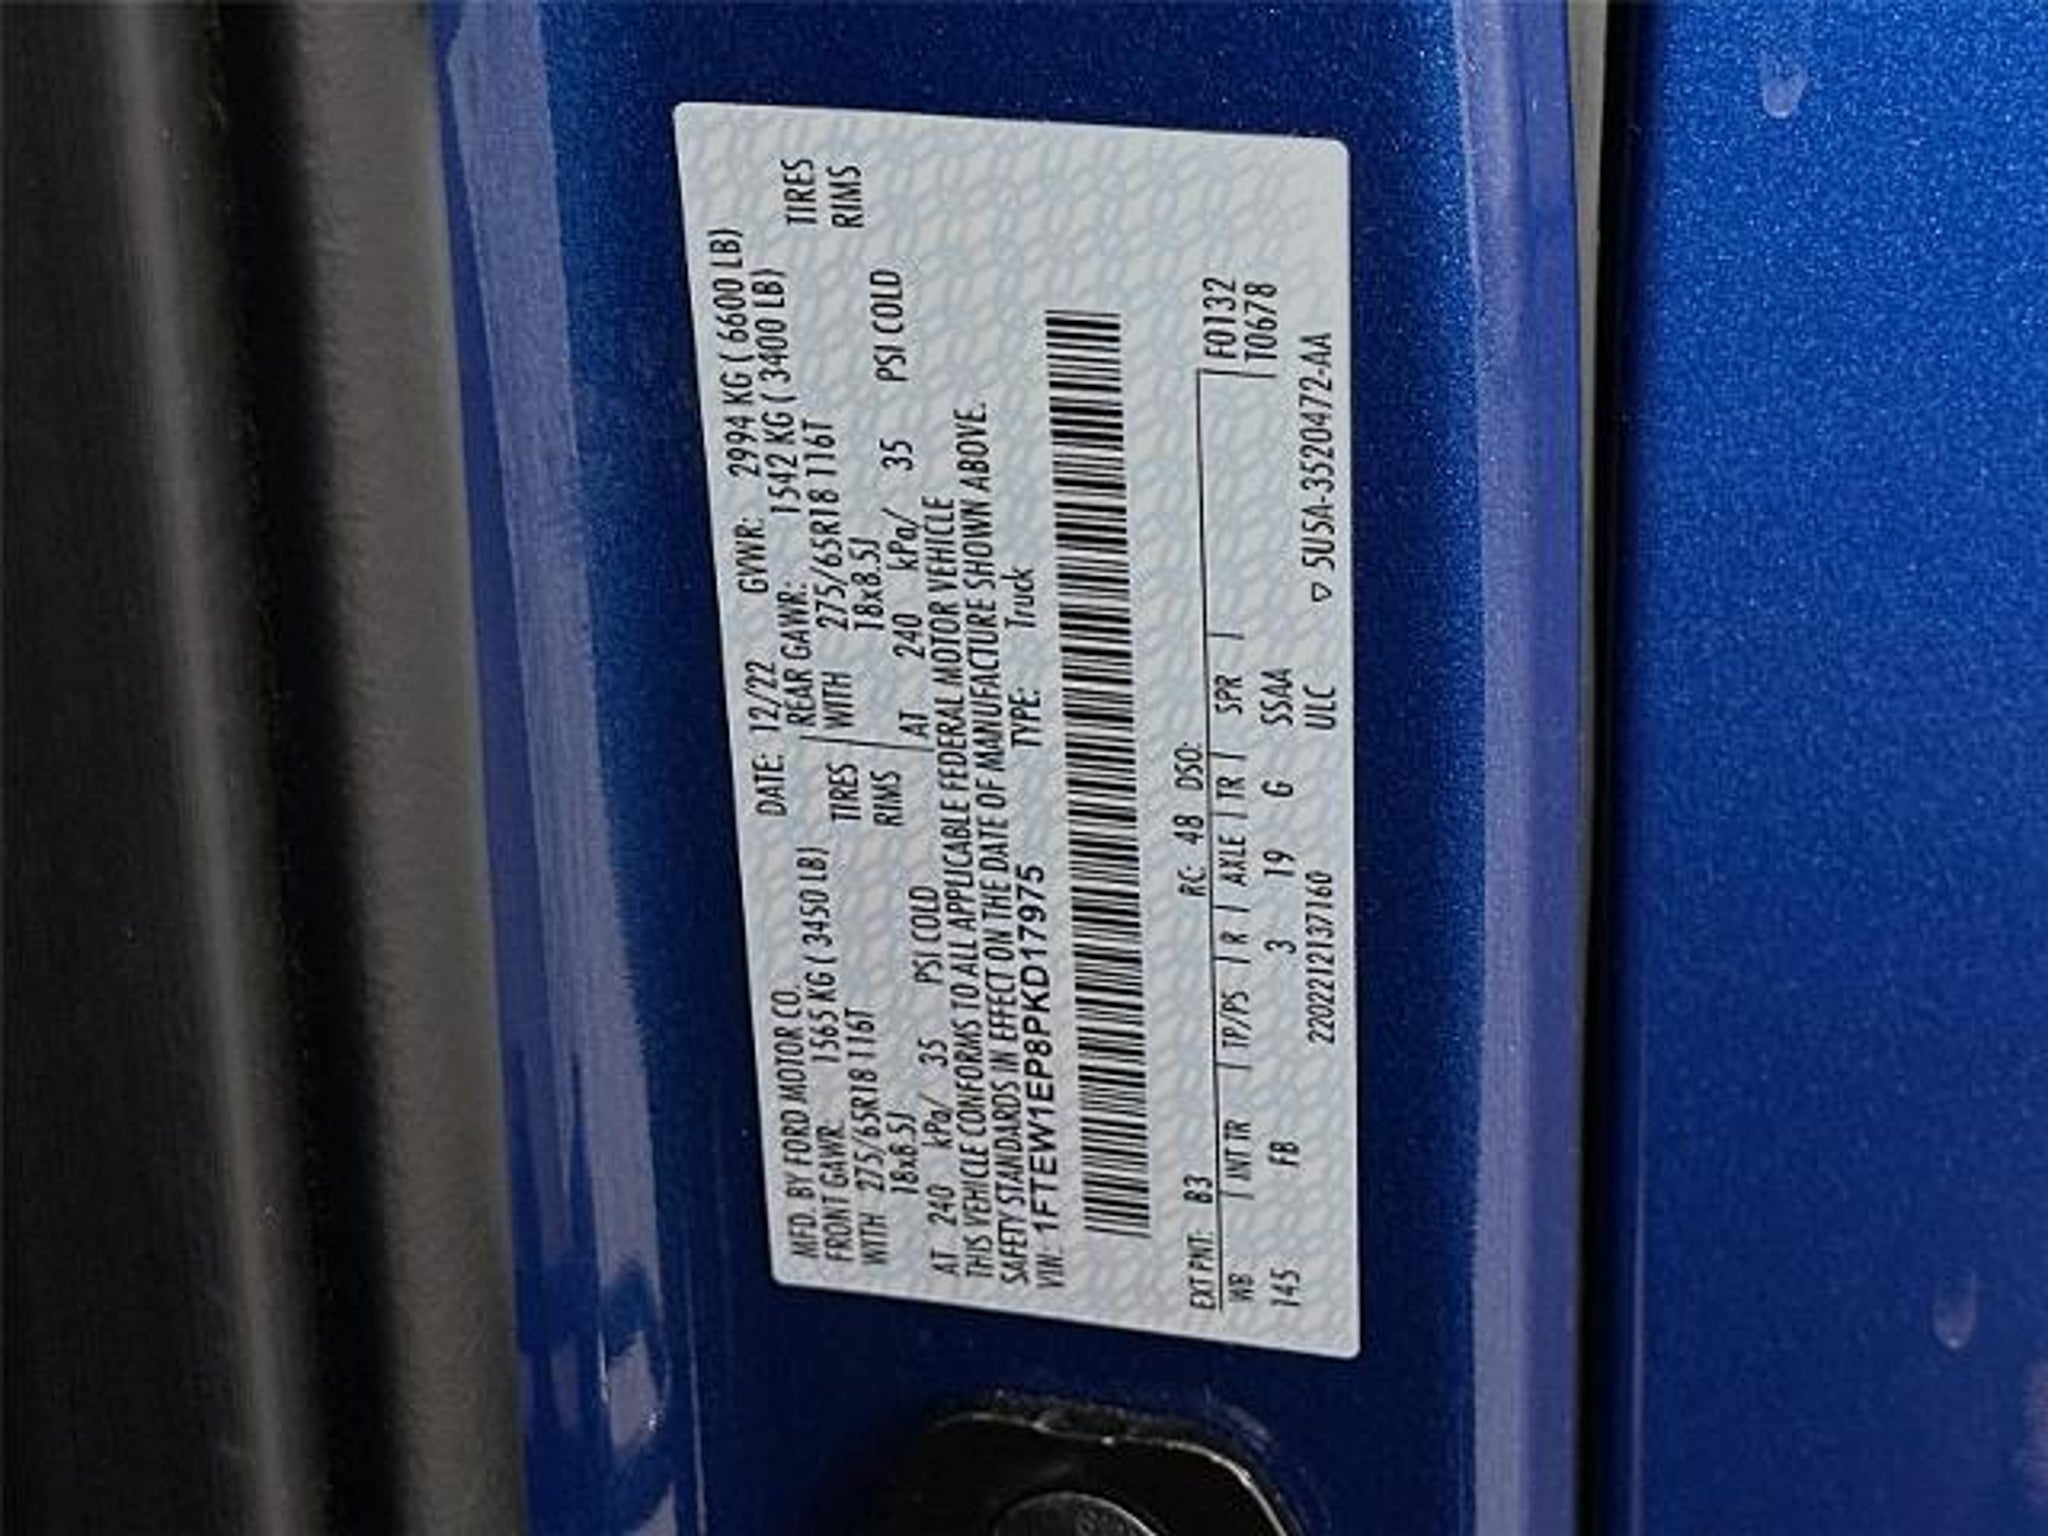 MFD. BY FORD MOTOR CO.
DATE: 12/22 GVWR: 2994 KG ( 6600 LB)
FRONT GAWR: 1565 KG ( 3450 LB) REAR GAWR: 1542 KG ( 3400 LB)
WITH 275/65R18 116T TIRES WITH 275/65R18 116T TIRES
18x8.5J RIMS 18x8.5J RIMS
AT 240 kPa/ 35 PSI COLD AT 240 kPa/ 35 PSI COLD
THIS VEHICLE CONFORMS TO ALL APPLICABLE FEDERAL MOTOR VEHICLE
SAFETY STANDARDS IN EFFECT ON THE DATE OF MANUFACTURE SHOWN ABOVE.
VIN: 1FTEW1EP8PKD17975 TYPE: Truck
EXT PNT: B3 RC: 48 DSO: F0132
WB INT TR TP/PS R AXLE TR SPR T0678
145 FB 3 19 G SSAA
220221213716 0 ULC ▽ 5U5A-3520472-AA